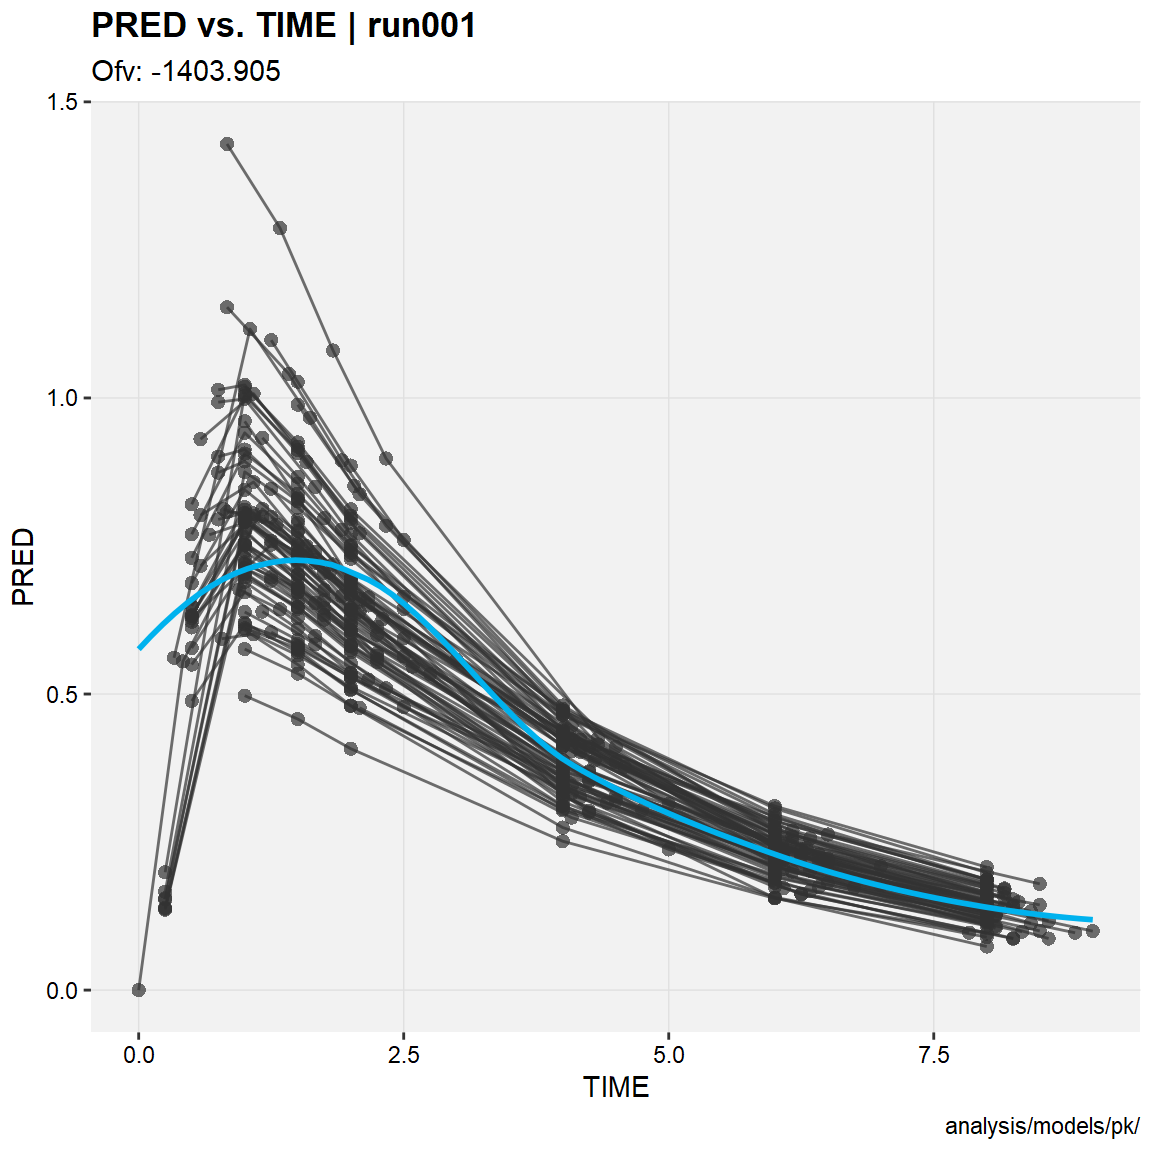 PRED vs. TIME | run001
Ofv: -1403.905
1.5
1.0
0.5
0.0
PRED
0.0 2.5 5.0 7.5
TIME
analysis/models/pk/